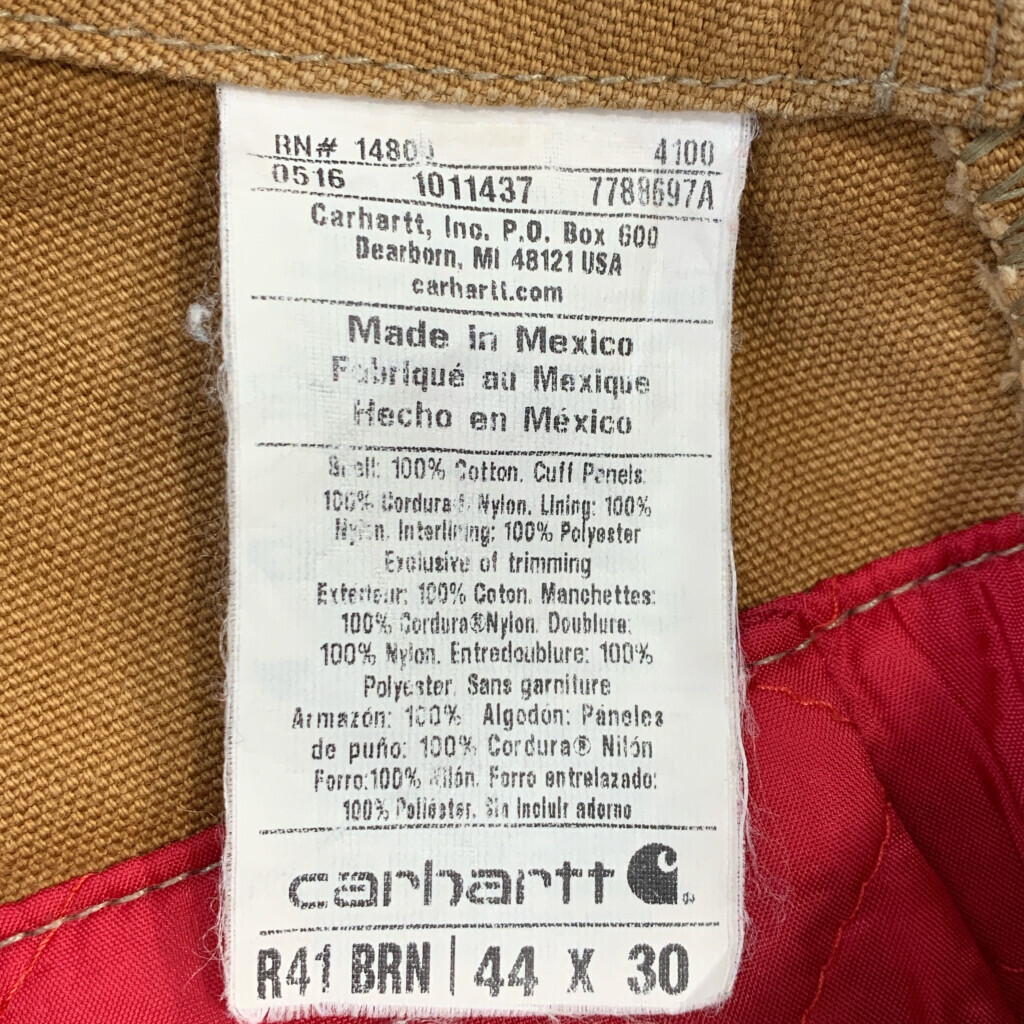 RN# 14800 4100
0516 1011437 7788697A
Carhartt, Inc. P.O. Box 600
Dearborn, MI 48121 USA
carhartt.com
Made in Mexico
Fabriqué au Mexique
Hecho en México
Shell: 100% Cotton. Cuff Panels:
100% Cordura® Nylon. Lining: 100%
Nylon. Interlining: 100% Polyester
Exclusive of trimming
Extérieur: 100% Coton. Manchettes:
100% Cordura®Nylon. Doublure:
100% Nylon. Entredoublure: 100%
Polyester. Sans garniture
Armazón: 100% Algodón: Páneles
de puño: 100% Cordura® Nilón
Forro:100% Nilón. Forro entrelazado:
100% Poliéster. Sin Incluir adorno
carhartt
R41 BRN | 44 X 30